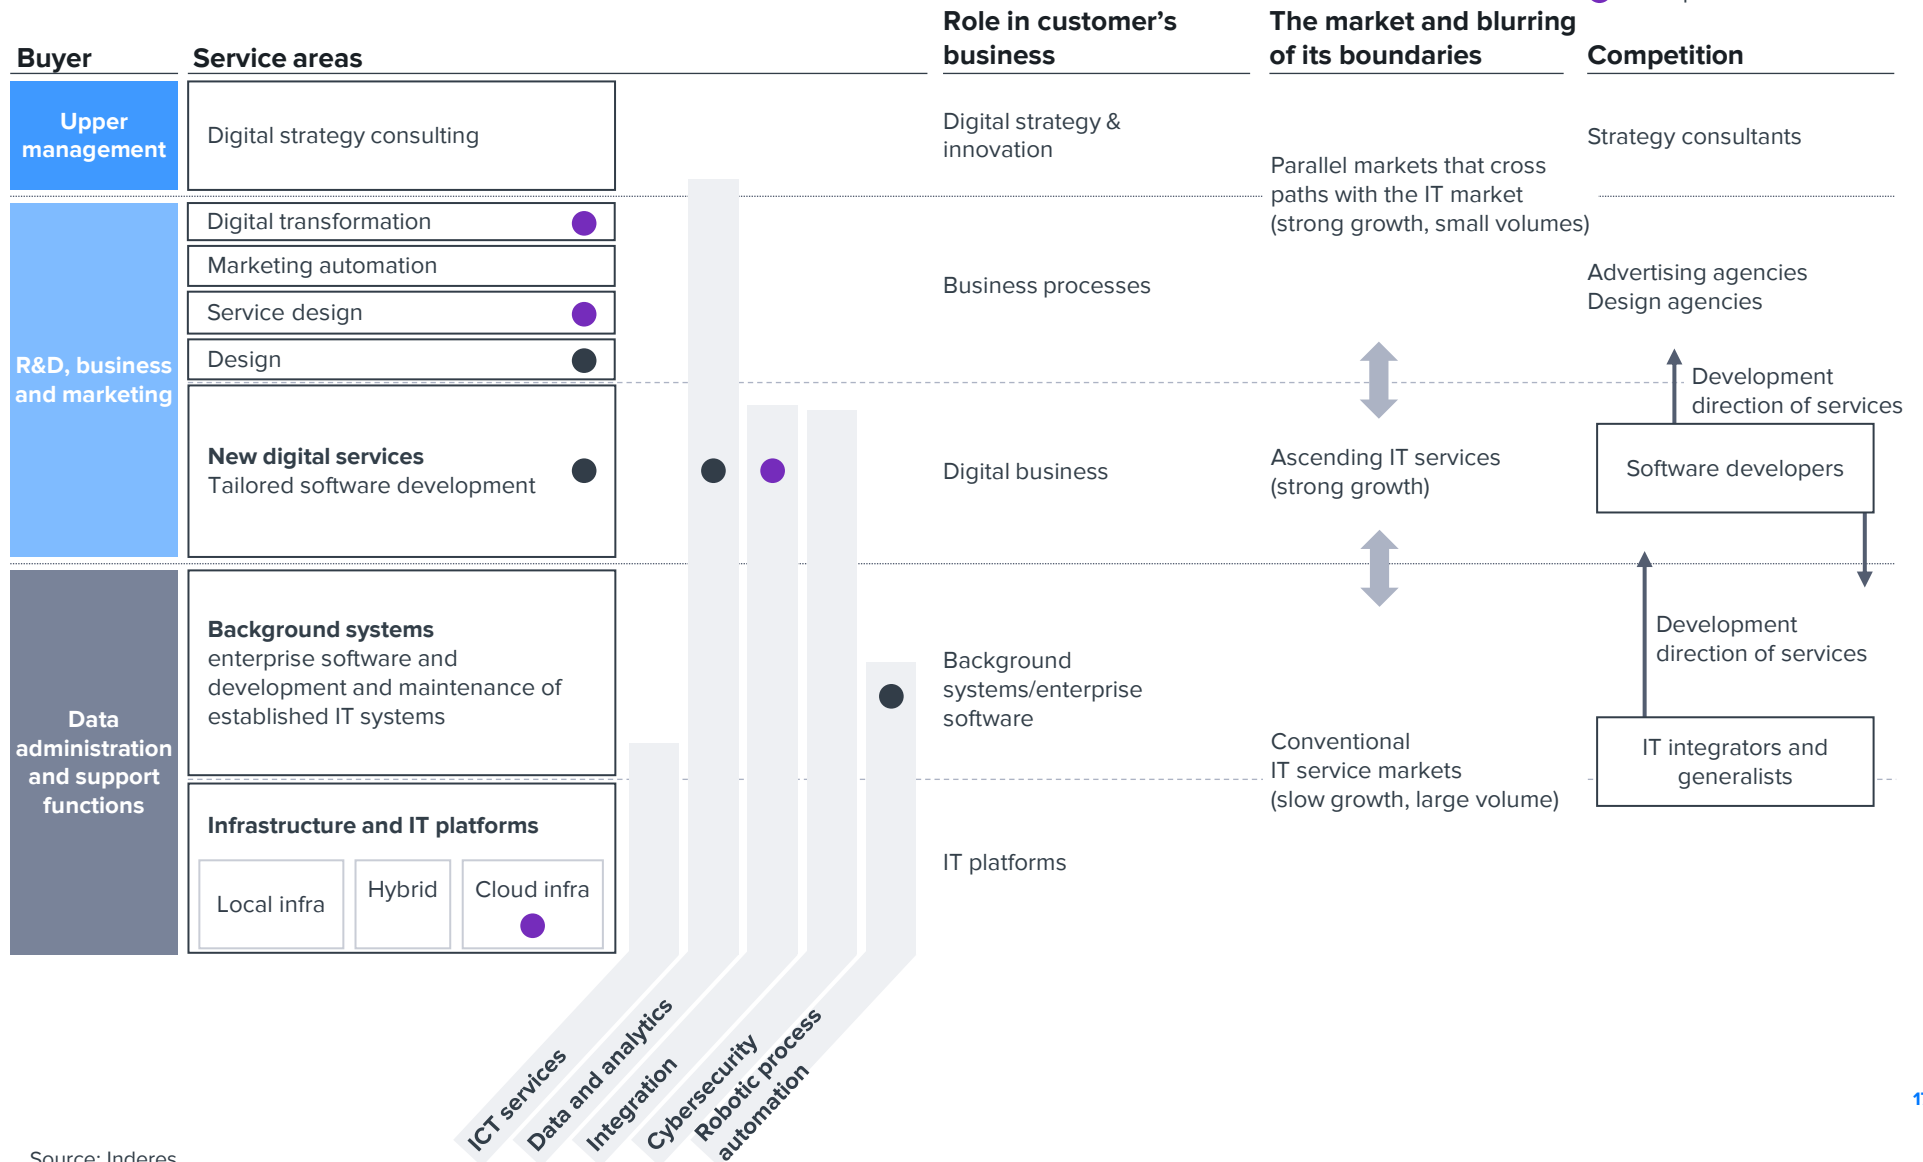 Buyer
Service areas
Role in customer's
business
The market and blurring
of its boundaries
Competition
Upper
management
Digital strategy consulting
Digital strategy &
innovation
Parallel markets that cross
paths with the IT market
(strong growth, small volumes)
Strategy consultants
R&D, business
and marketing
Digital transformation
Marketing automation
Service design
Design
Business processes
Advertising agencies
Design agencies
Development
direction of services
New digital services
Tailored software development
Digital business
Ascending IT services
(strong growth)
Software developers
Data
administration
and support
functions
Background systems
enterprise software and
development and maintenance of
established IT systems
Background
systems/enterprise
software
Conventional
IT service markets
(slow growth, large volume)
Development
direction of services
IT integrators and
generalists
Infrastructure and IT platforms
Local infra
Hybrid
Cloud infra
IT platforms
ICT services
Data and analytics
Integration
Cybersecurity
Robotic process
automation
Source: Inderes